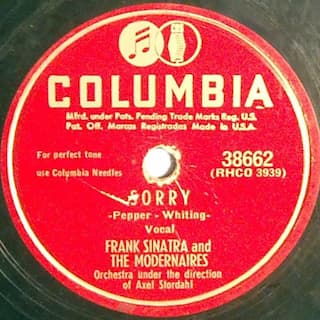 COLUMBIA
Mfrd. under Pats. Pending Trade Marks Reg. U.S.
Pat. Off. Marcas Registradas Made in U.S.A.
For perfect tone
use Columbia Needles
38662
(RHCO 3939)
SORRY
-Pepper - Whiting-
Vocal
FRANK SINATRA and
THE MODERNAIRES
Orchestra under the direction
of Axel Stordahl